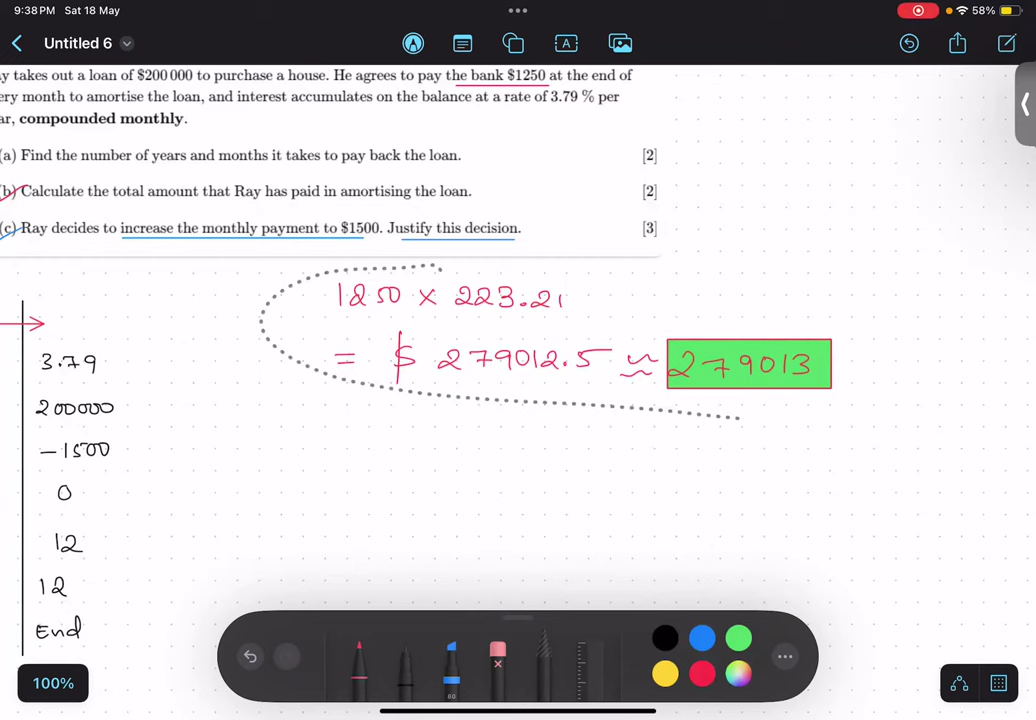 9:38 PM Sat 18 May
58%
Untitled 6
y takes out a loan of $200 000 to purchase a house. He agrees to pay the bank $1250 at the end of
ery month to amortise the loan, and interest accumulates on the balance at a rate of 3.79 % per
ar, compounded monthly.
(a) Find the number of years and months it takes to pay back the loan. [2]
(b) Calculate the total amount that Ray has paid in amortising the loan. [2]
(c) Ray decides to increase the monthly payment to $1500. Justify this decision. [3]
1250 × 223.21
= $ 279012.5 ≈ 279013
3.79
200000
-1500
0
12
12
End
100%